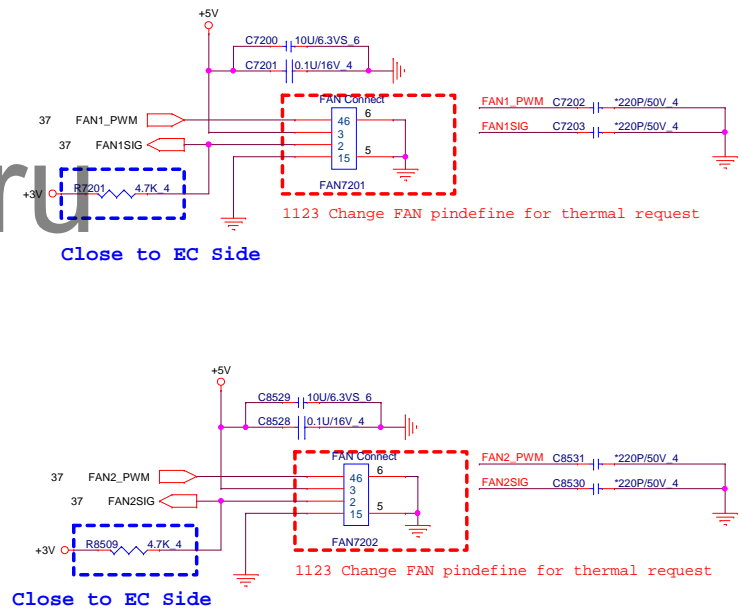 +5V
C7200 10U/6.3VS_6
C7201 0.1U/16V_4
FAN Connect
37 FAN1_PWM
37 FAN1SIG
46
3
2
15
6
5
FAN7201
FAN1_PWM C7202 *220P/50V_4
FAN1SIG C7203 *220P/50V_4
ru
+3V R7201 4.7K_4
1123 Change FAN pindefine for thermal request
Close to EC Side
+5V
C8529 10U/6.3VS_6
C8528 0.1U/16V_4
FAN Connect
37 FAN2_PWM
37 FAN2SIG
46
3
2
15
6
5
FAN7202
FAN2_PWM C8531 *220P/50V_4
FAN2SIG C8530 *220P/50V_4
+3V R8509 4.7K_4
1123 Change FAN pindefine for thermal request
Close to EC Side